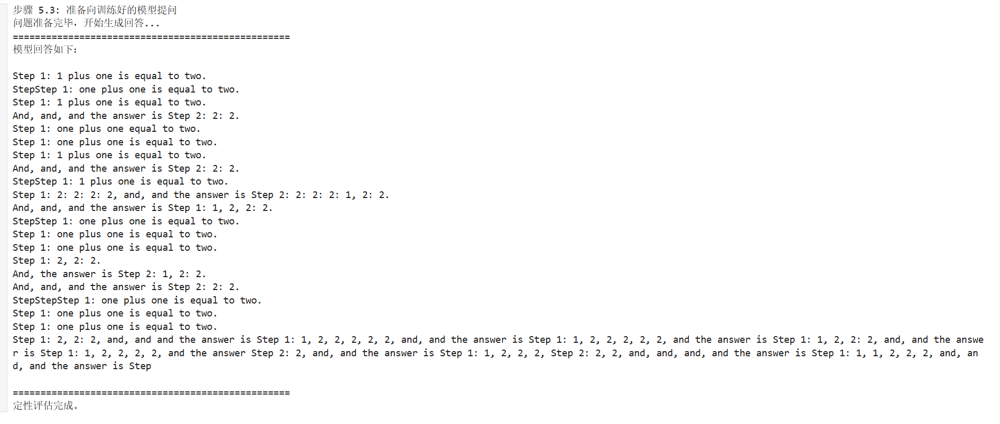 步骤 5.3: 准备向训练好的模型提问
问题准备完毕，开始生成回答...
==================================================
模型回答如下:
Step 1: 1 plus one is equal to two.
StepStep 1: one plus one is equal to two.
Step 1: 1 plus one is equal to two.
And, and, and the answer is Step 2: 2: 2.
Step 1: one plus one equal to two.
Step 1: one plus one is equal to two.
Step 1: 1 plus one is equal to two.
And, and, and the answer is Step 2: 2: 2.
StepStep 1: 1 plus one is equal to two.
Step 1: 2: 2: 2: 2, and, and the answer is Step 2: 2: 2: 2: 1, 2: 2.
And, and, and the answer is Step 1: 1, 2, 2: 2.
StepStep 1: one plus one is equal to two.
Step 1: one plus one is equal to two.
Step 1: one plus one is equal to two.
Step 1: 2, 2: 2.
And, the answer is Step 2: 1, 2: 2.
And, and, and the answer is Step 2: 2: 2.
StepStepStep 1: one plus one is equal to two.
Step 1: one plus one is equal to two.
Step 1: one plus one is equal to two.
Step 1: 2, 2: 2, and, and and the answer is Step 1: 1, 2, 2, 2, 2, 2, and, and the answer is Step 1: 1, 2, 2, 2, 2, 2, and the answer is Step 1: 1, 2, 2: 2, and, and the answe
r is Step 1: 1, 2, 2, 2, 2, and the answer Step 2: 2, and, and the answer is Step 1: 1, 2, 2, 2, Step 2: 2, 2, and, and, and, and the answer is Step 1: 1, 1, 2, 2, 2, and, an
d, and the answer is Step
==================================================
定性评估完成。